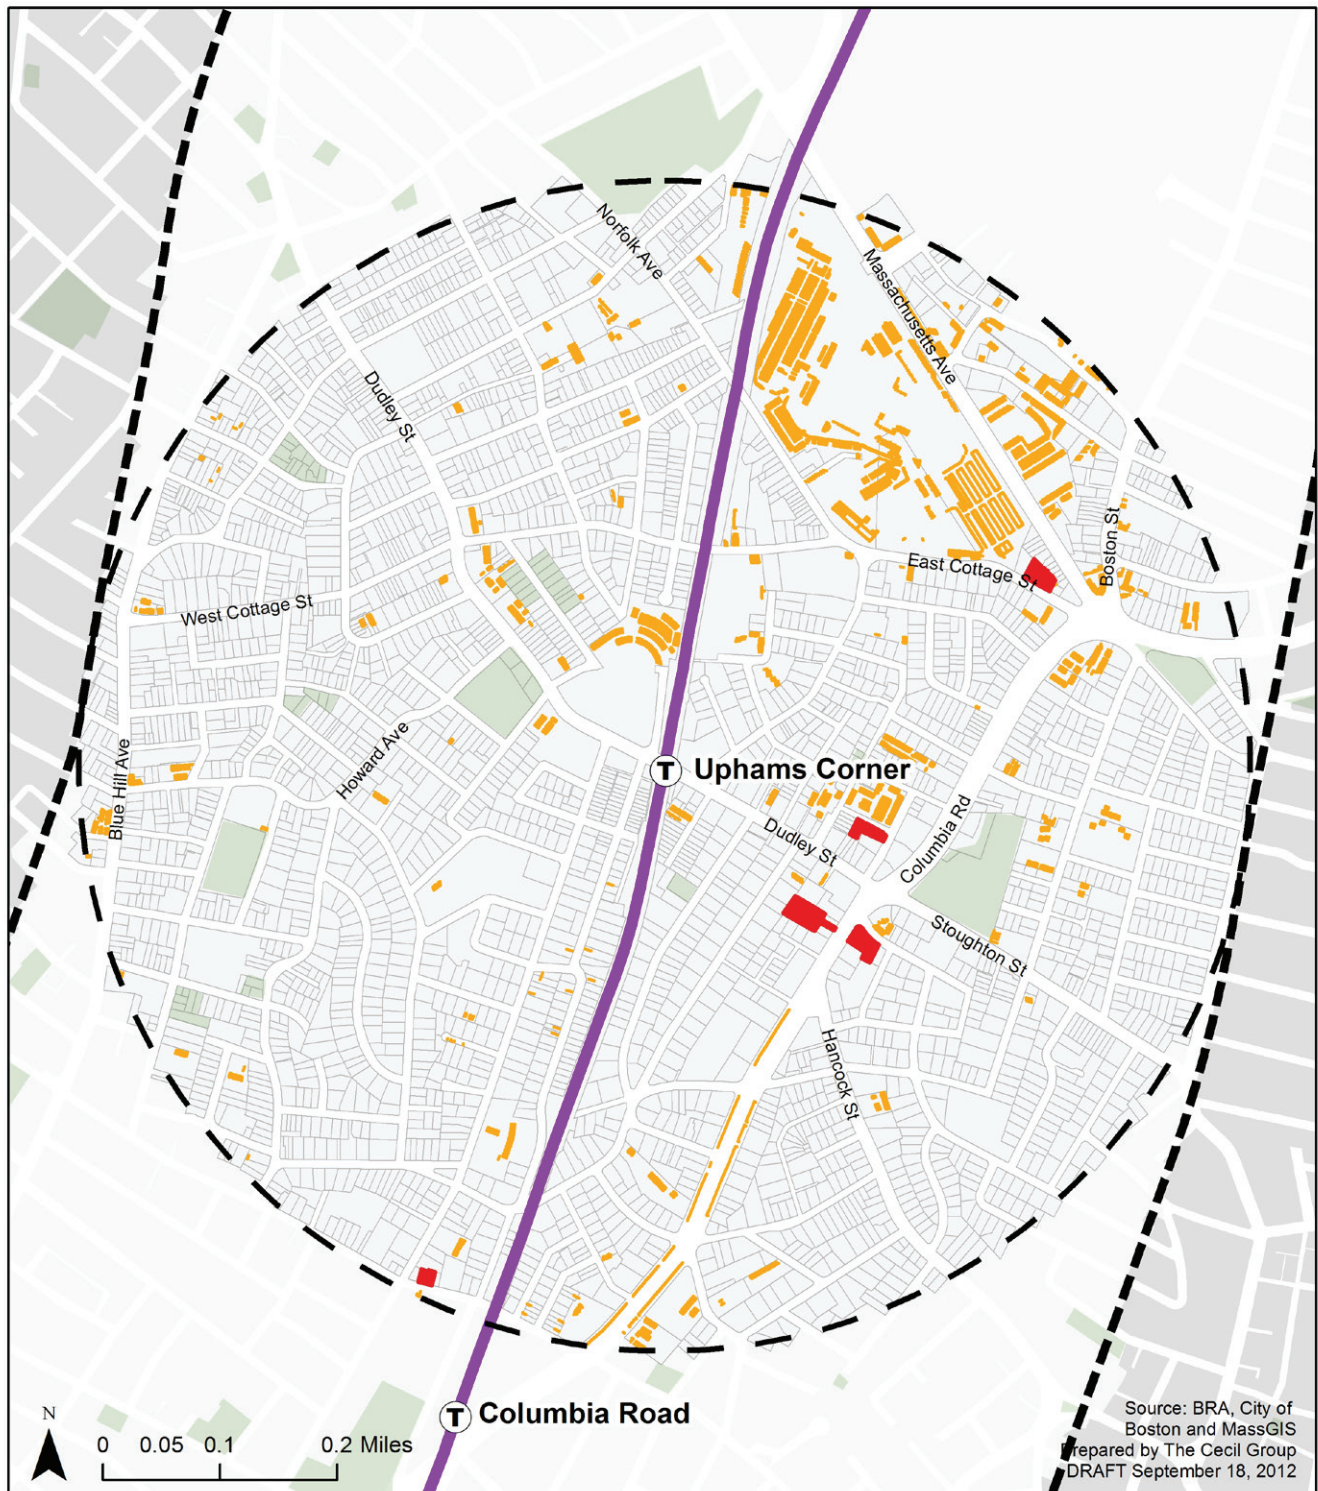 Norfolk Ave
Massachusetts Ave
Dudley St
Boston St
East Cottage St
West Cottage St
Howard Ave
Blue Hill Ave
T Uphams Corner
Dudley St
Columbia Rd
Stoughton St
Hancock St
T Columbia Road
N
0 0.05 0.1 0.2 Miles
Source: BRA, City of
Boston and MassGIS
Prepared by The Cecil Group
DRAFT September 18, 2012